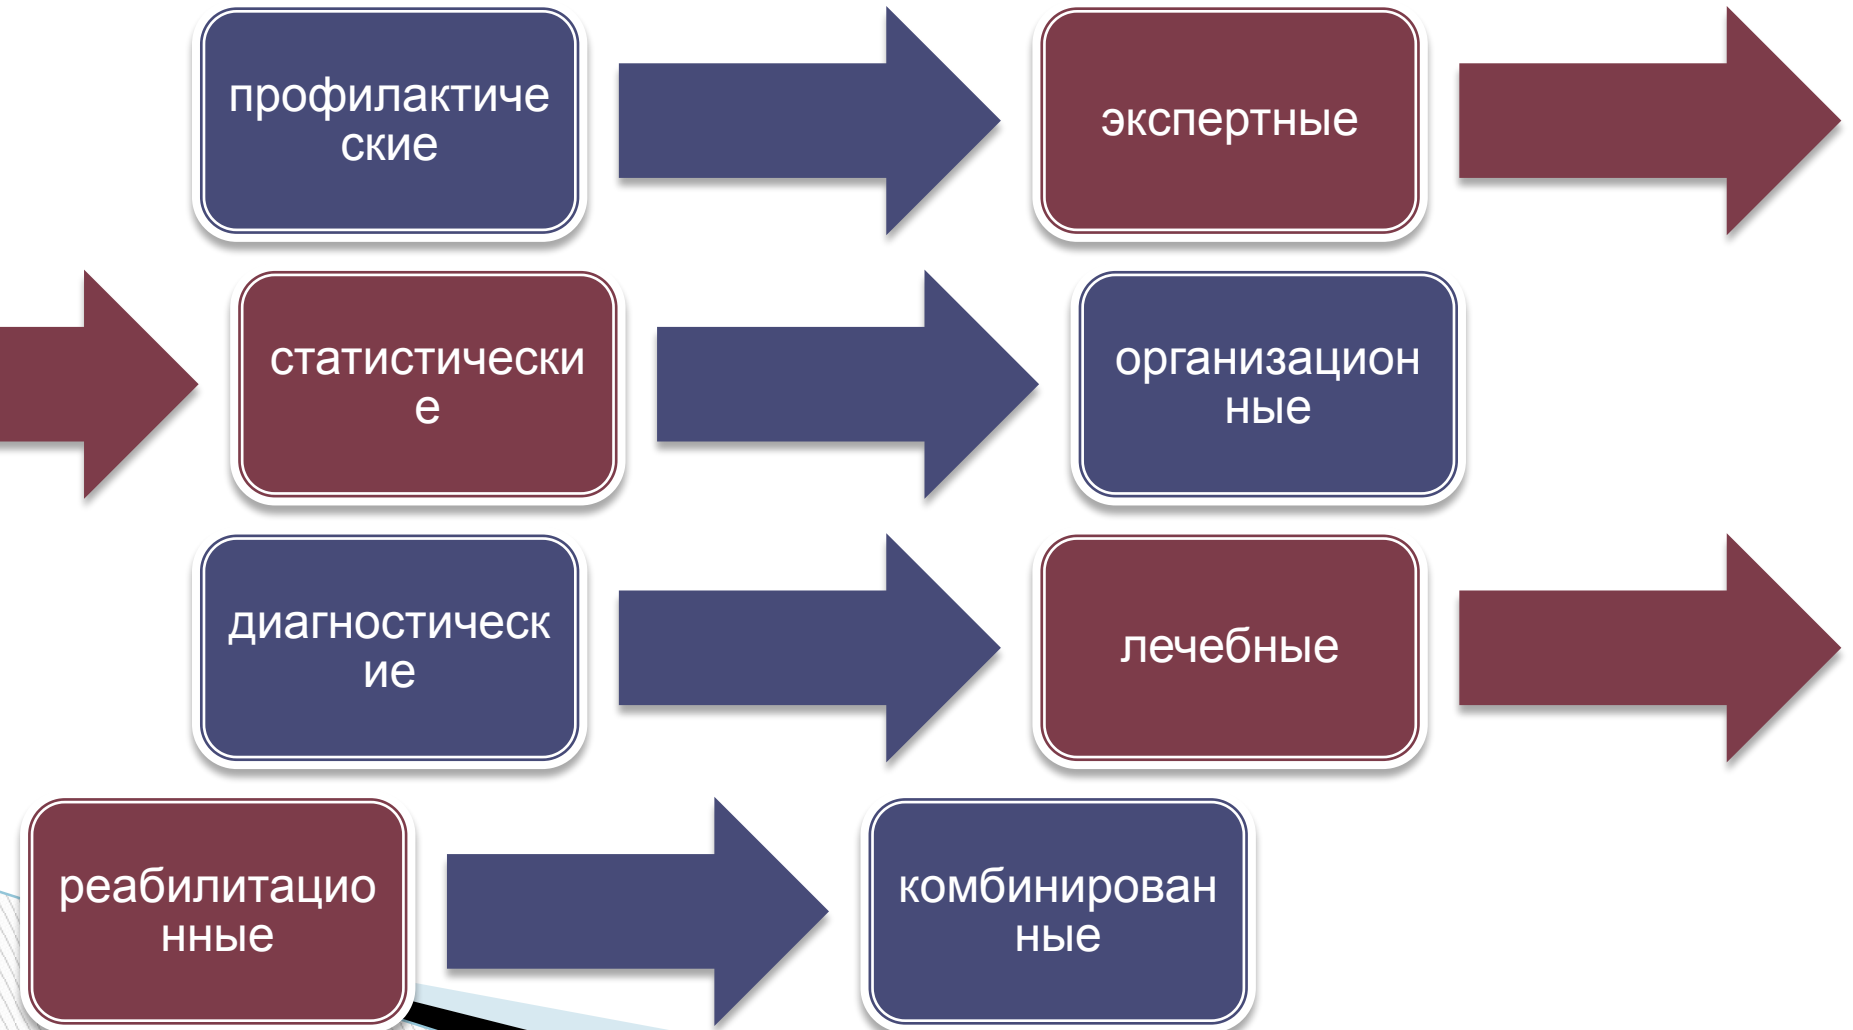 профилактиче
ские
экспертные
статистически
е
организацион
ные
диагностическ
ие
лечебные
реабилитацио
нные
комбинирован
ные